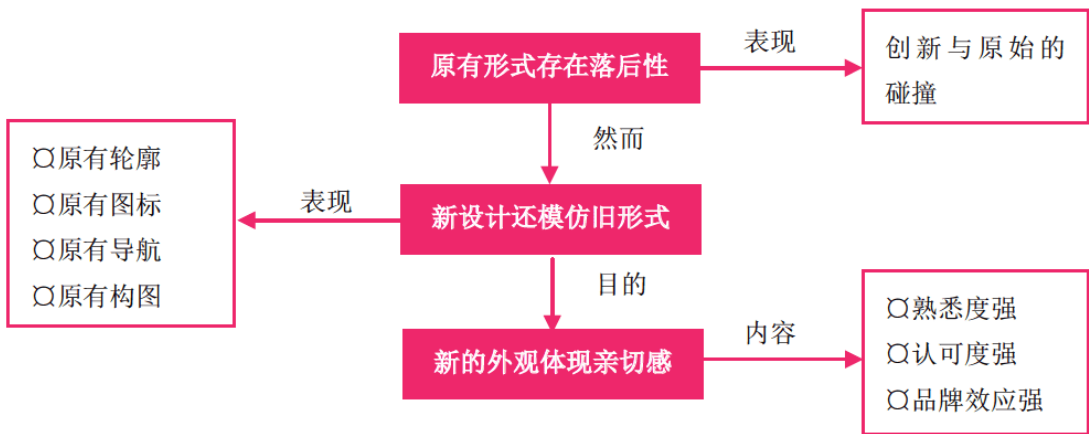 原有形式存在落后性
表现
创新与原始的
碰撞
然而
¤原有轮廓
¤原有图标
¤原有导航
¤原有构图
表现
新设计还模仿旧形式
目的
新的外观体现亲切感
内容
¤熟悉度强
¤认可度强
¤品牌效应强